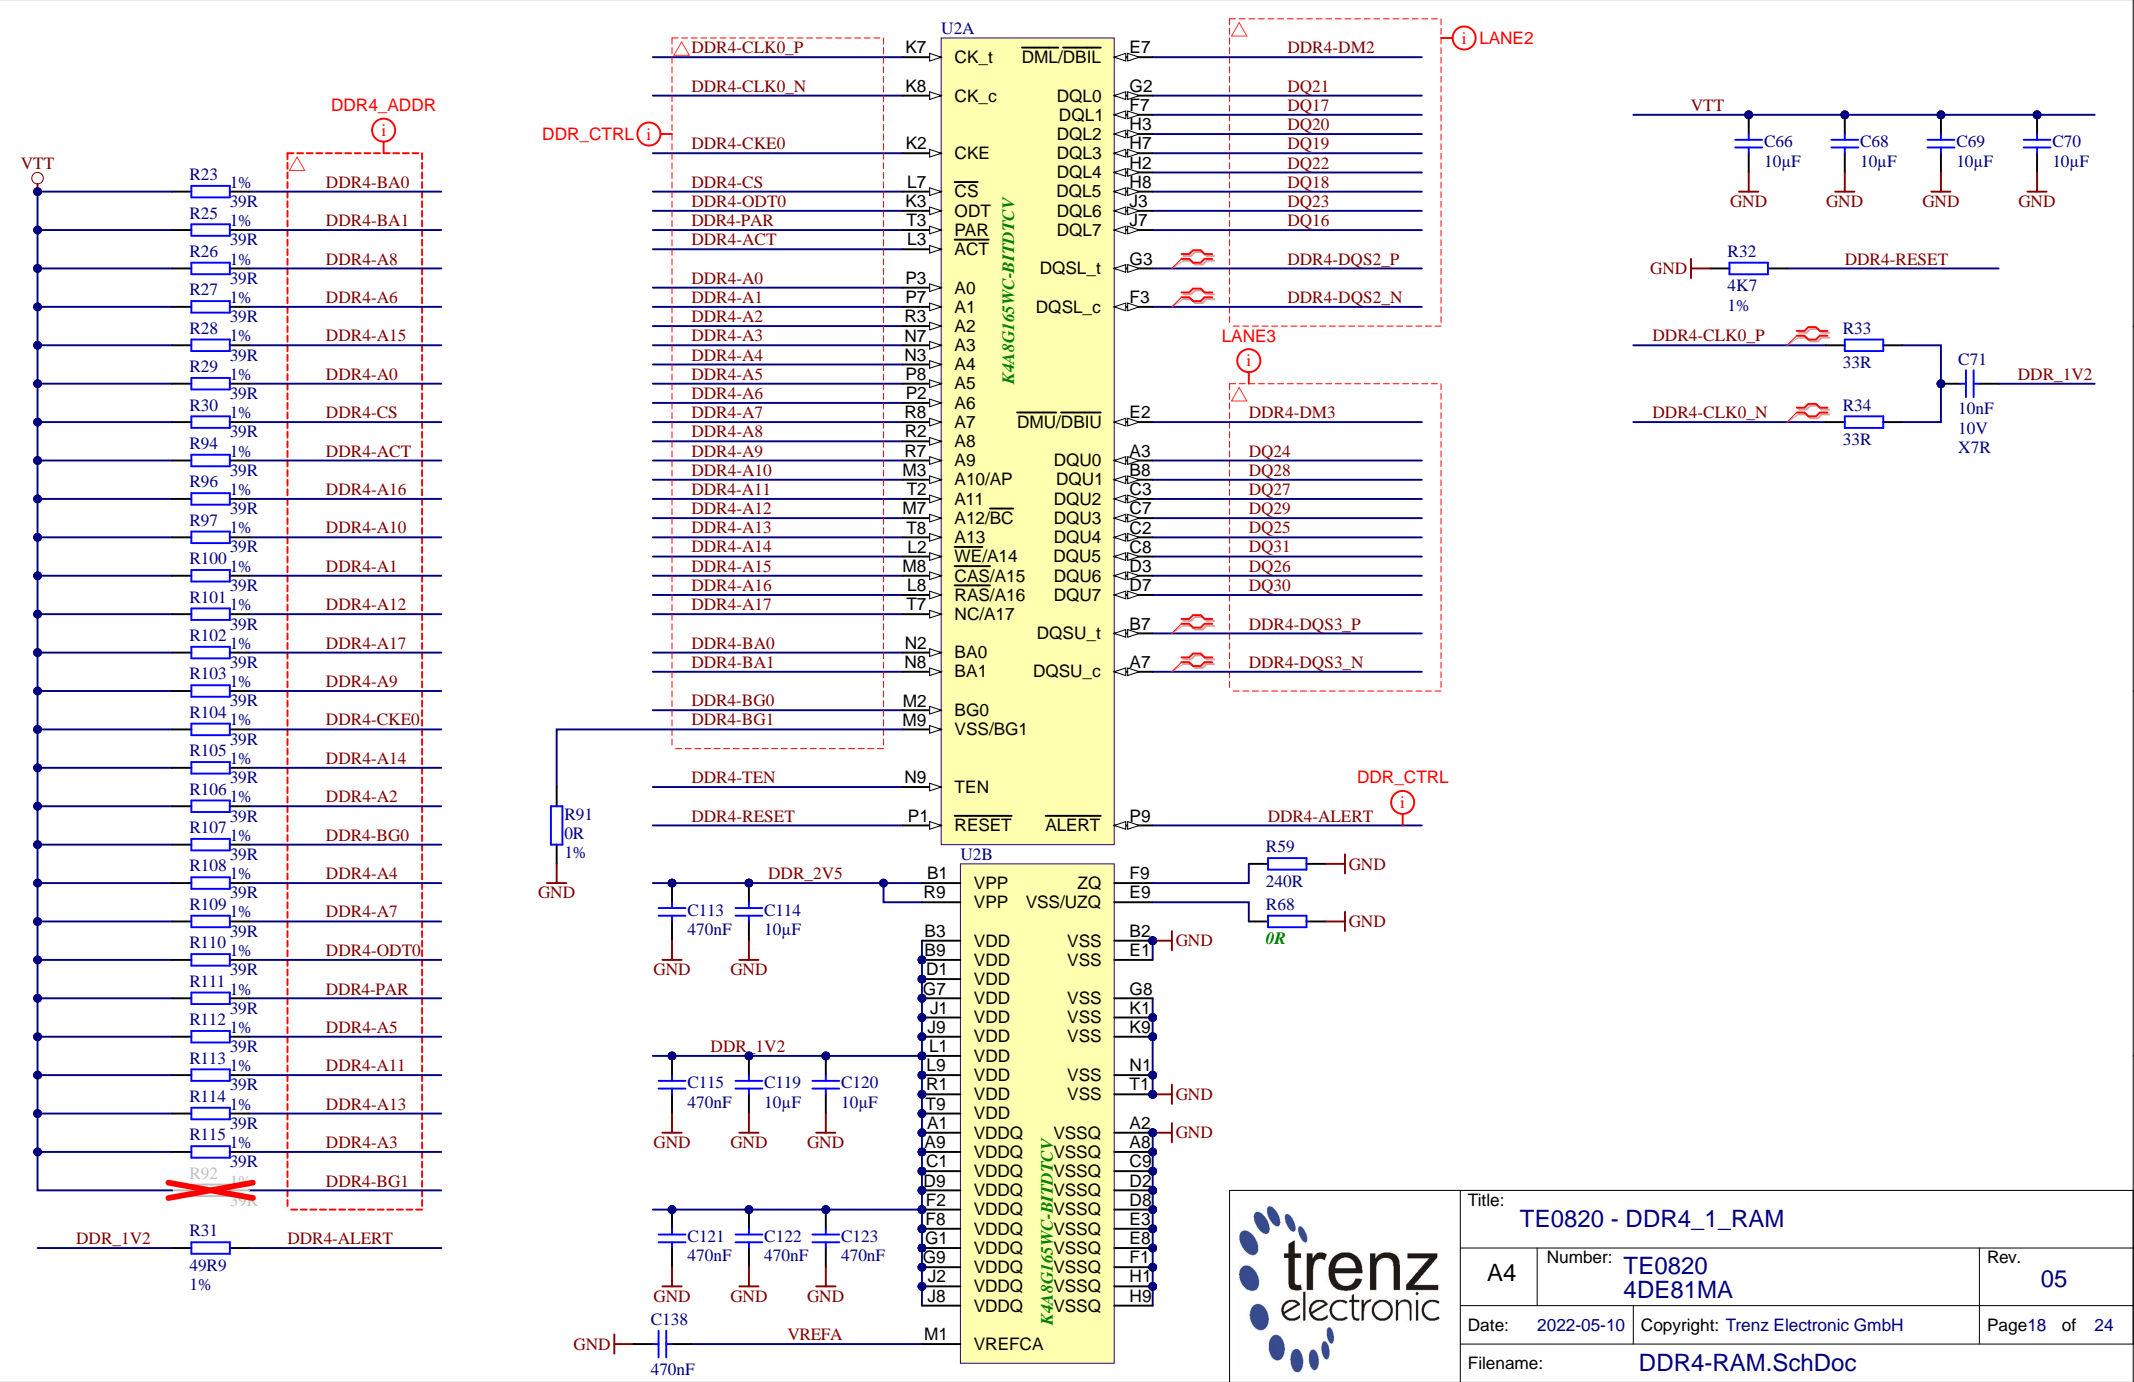 DDR4_ADDR
i
VTT
R23 1% 39R DDR4-BA0
R25 1% 39R DDR4-BA1
R26 1% 39R DDR4-A8
R27 1% 39R DDR4-A6
R28 1% 39R DDR4-A15
R29 1% 39R DDR4-A0
R30 1% 39R DDR4-CS
R94 1% 39R DDR4-ACT
R96 1% 39R DDR4-A16
R97 1% 39R DDR4-A10
R100 1% 39R DDR4-A1
R101 1% 39R DDR4-A12
R102 1% 39R DDR4-A17
R103 1% 39R DDR4-A9
R104 1% 39R DDR4-CKE0
R105 1% 39R DDR4-A14
R106 1% 39R DDR4-A2
R107 1% 39R DDR4-BG0
R108 1% 39R DDR4-A4
R109 1% 39R DDR4-A7
R110 1% 39R DDR4-ODT0
R111 1% 39R DDR4-PAR
R112 1% 39R DDR4-A5
R113 1% 39R DDR4-A11
R114 1% 39R DDR4-A13
R115 1% 39R DDR4-A3
R92 1% 39R DDR4-BG1
DDR_1V2 R31 DDR4-ALERT
49R9
1%
U2A
DDR_CTRL i
DDR4-CLK0_P K7 CK_t
DDR4-CLK0_N K8 CK_c
DDR4-CKE0 K2 CKE
DDR4-CS L7 CS
DDR4-ODT0 K3 ODT
DDR4-PAR T3 PAR
DDR4-ACT L3 ACT
DDR4-A0 P3 A0
DDR4-A1 P7 A1
DDR4-A2 R3 A2
DDR4-A3 N7 A3
DDR4-A4 N3 A4
DDR4-A5 P8 A5
DDR4-A6 P2 A6
DDR4-A7 R8 A7
DDR4-A8 R2 A8
DDR4-A9 R7 A9
DDR4-A10 M3 A10/AP
DDR4-A11 T2 A11
DDR4-A12 M7 A12/BC
DDR4-A13 T8 A13
DDR4-A14 L2 WE/A14
DDR4-A15 M8 CAS/A15
DDR4-A16 L8 RAS/A16
DDR4-A17 T7 NC/A17
DDR4-BA0 N2 BA0
DDR4-BA1 N8 BA1
DDR4-BG0 M2 BG0
DDR4-BG1 M9 VSS/BG1
DDR4-TEN N9 TEN
DDR4-RESET P1 RESET
R91
0R
1%
GND
K4A8G165WC-BITDTCV
i LANE2
DML/DBIL E7 DDR4-DM2
DQL0 G2 DQ21
DQL1 F7 DQ17
DQL2 H3 DQ20
DQL3 H7 DQ19
DQL4 H2 DQ22
DQL5 H8 DQ18
DQL6 J3 DQ23
DQL7 J7 DQ16
DQSL_t G3 DDR4-DQS2_P
DQSL_c F3 DDR4-DQS2_N
LANE3
i
DMU/DBIU E2 DDR4-DM3
DQU0 A3 DQ24
DQU1 B8 DQ28
DQU2 C3 DQ27
DQU3 C7 DQ29
DQU4 C2 DQ25
DQU5 C8 DQ31
DQU6 D3 DQ26
DQU7 D7 DQ30
DQSU_t B7 DDR4-DQS3_P
DQSU_c A7 DDR4-DQS3_N
DDR_CTRL
i
ALERT P9 DDR4-ALERT
U2B
DDR_2V5 B1 VPP
R9 VPP
C113 470nF GND
C114 10µF GND
B3 VDD
B9 VDD
D1 VDD
G7 VDD
J1 VDD
J9 VDD
DDR_1V2 L1 VDD
L9 VDD
R1 VDD
T9 VDD
C115 470nF GND
C119 10µF GND
C120 10µF GND
A1 VDDQ
A9 VDDQ
C1 VDDQ
D9 VDDQ
F2 VDDQ
F8 VDDQ
G1 VDDQ
G9 VDDQ
J2 VDDQ
J8 VDDQ
C121 470nF GND
C122 470nF GND
C123 470nF GND
GND C138 470nF VREFA M1 VREFCA
K4A8G165WC-BITDTCV
ZQ F9 R59 240R GND
VSS/UZQ E9 R68 0R GND
VSS B2 GND
VSS E1
VSS G8
VSS K1
VSS K9
VSS N1
VSS T1 GND
VSSQ A2 GND
VSSQ A8
VSSQ C9
VSSQ D2
VSSQ D8
VSSQ E3
VSSQ E8
VSSQ F1
VSSQ H1
VSSQ H9
VTT
C66 10µF GND
C68 10µF GND
C69 10µF GND
C70 10µF GND
GND R32 DDR4-RESET
4K7
1%
DDR4-CLK0_P R33
33R
C71 DDR_1V2
10nF
10V
X7R
DDR4-CLK0_N R34
33R
trenz
electronic
Title:
TE0820 - DDR4_1_RAM
A4 Number: TE0820
4DE81MA
Rev.
05
Date: 2022-05-10 Copyright: Trenz Electronic GmbH Page18 of 24
Filename: DDR4-RAM.SchDoc